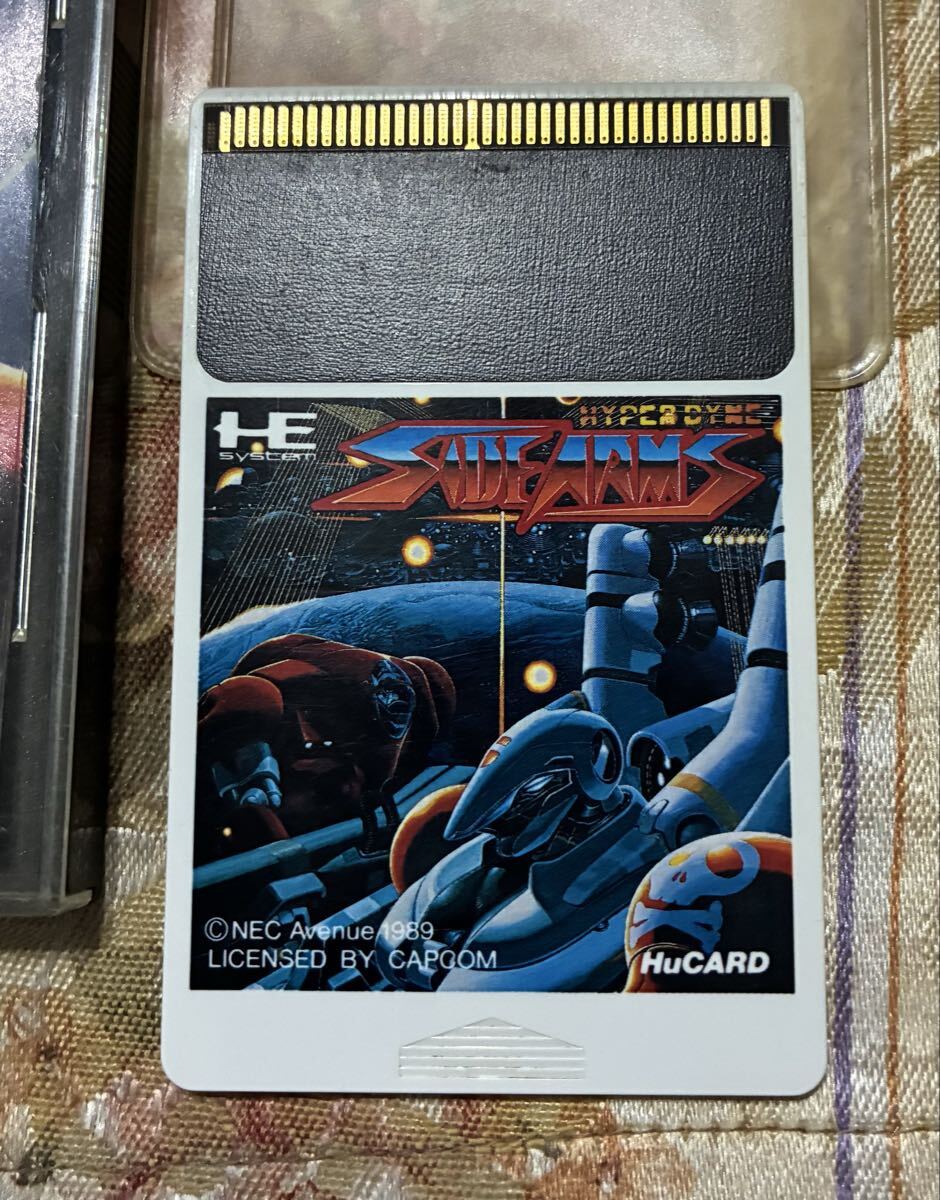 HE
system
HYPER DYNE
SIDE ARMS
©NEC Avenue 1989
LICENSED BY CAPCOM
HuCARD